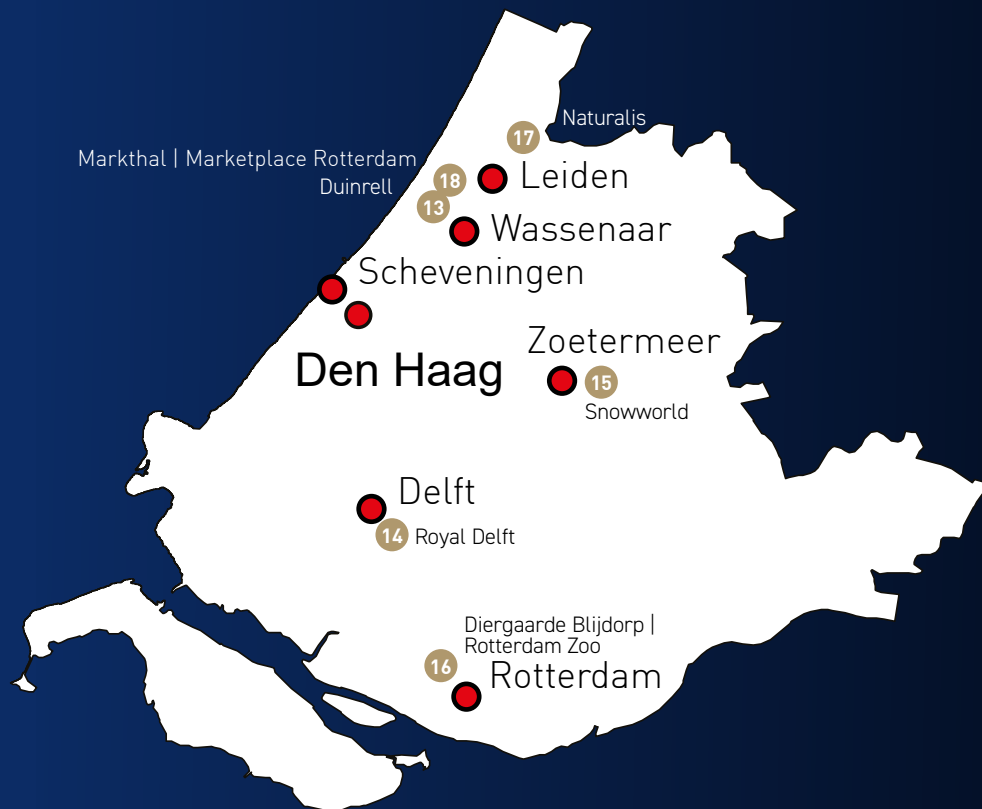 Naturalis
17
Markthal | Marketplace Rotterdam
18
Leiden
Duinrell
13
Wassenaar
Scheveningen
Den Haag
Zoetermeer
15
Snowworld
Delft
14 Royal Delft
Diergaarde Blijdorp |
Rotterdam Zoo
16
Rotterdam